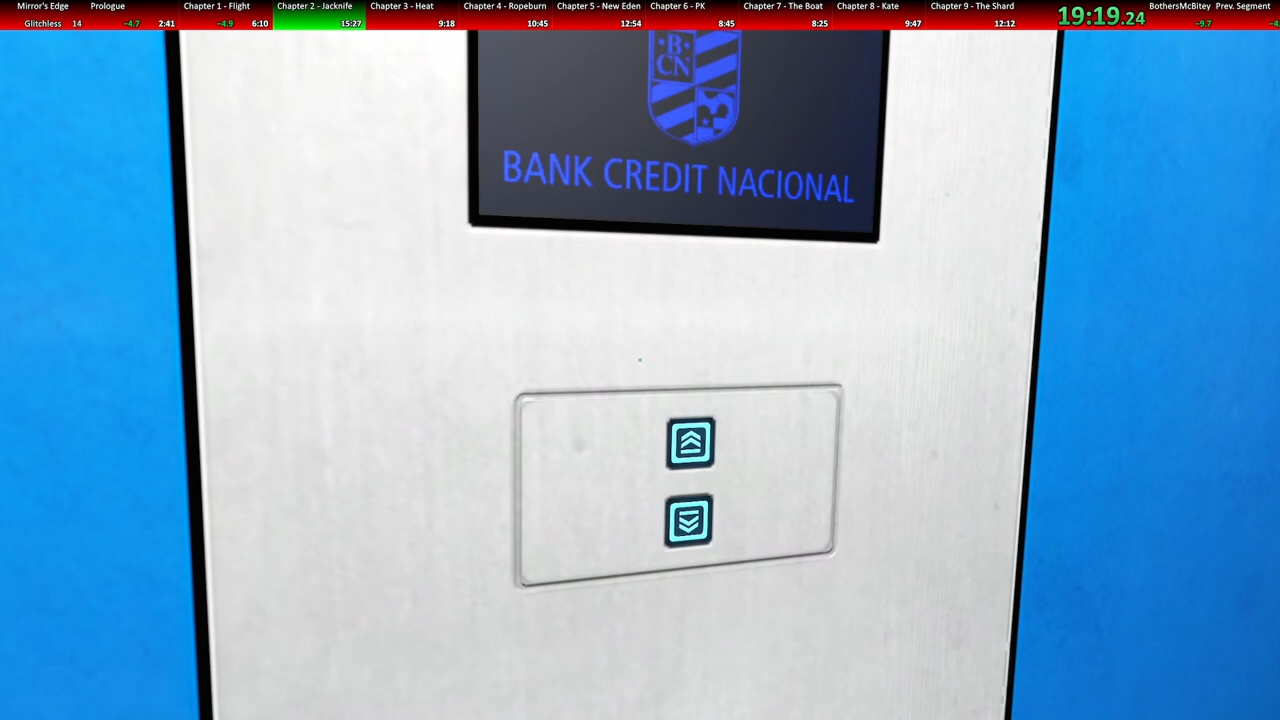 Mirror's Edge Prologue Chapter 1 - Flight Chapter 2 - Jacknife Chapter 3 - Heat Chapter 4 - Ropeburn Chapter 5 - New Eden Chapter 6 - PK Chapter 7 - The Boat Chapter 8 - Kate Chapter 9 - The Shard 19:19.24 BothersMcBitey Prev. Segment
Glitchless 14 −4.7 2:41 −4.9 6:10 15:27 9:18 10:45 12:54 8:45 8:25 9:47 12:12 −9.7
B
CN
BANK CREDIT NACIONAL